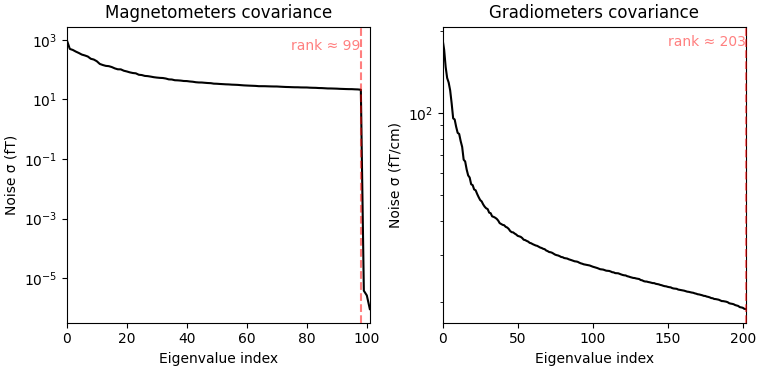 Magnetometers covariance
rank ≈ 99
10³
10¹
10⁻¹
10⁻³
10⁻⁵
Noise σ (fT)
0 20 40 60 80 100
Eigenvalue index
Gradiometers covariance
rank ≈ 203
10²
Noise σ (fT/cm)
0 50 100 150 200
Eigenvalue index